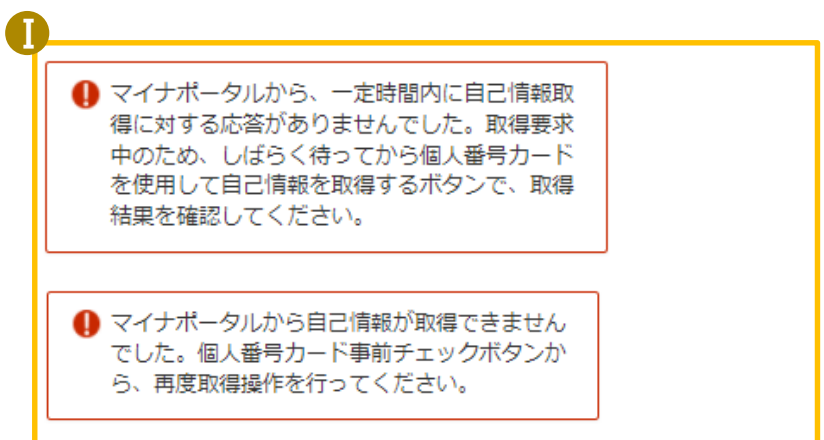 I
マイナポータルから、一定時間内に自己情報取
得に対する応答がありませんでした。取得要求
中のため、しばらく待ってから個人番号カード
を使用して自己情報を取得するボタンで、取得
結果を確認してください。
マイナポータルから自己情報が取得できません
でした。個人番号カード事前チェックボタンか
ら、再度取得操作を行ってください。